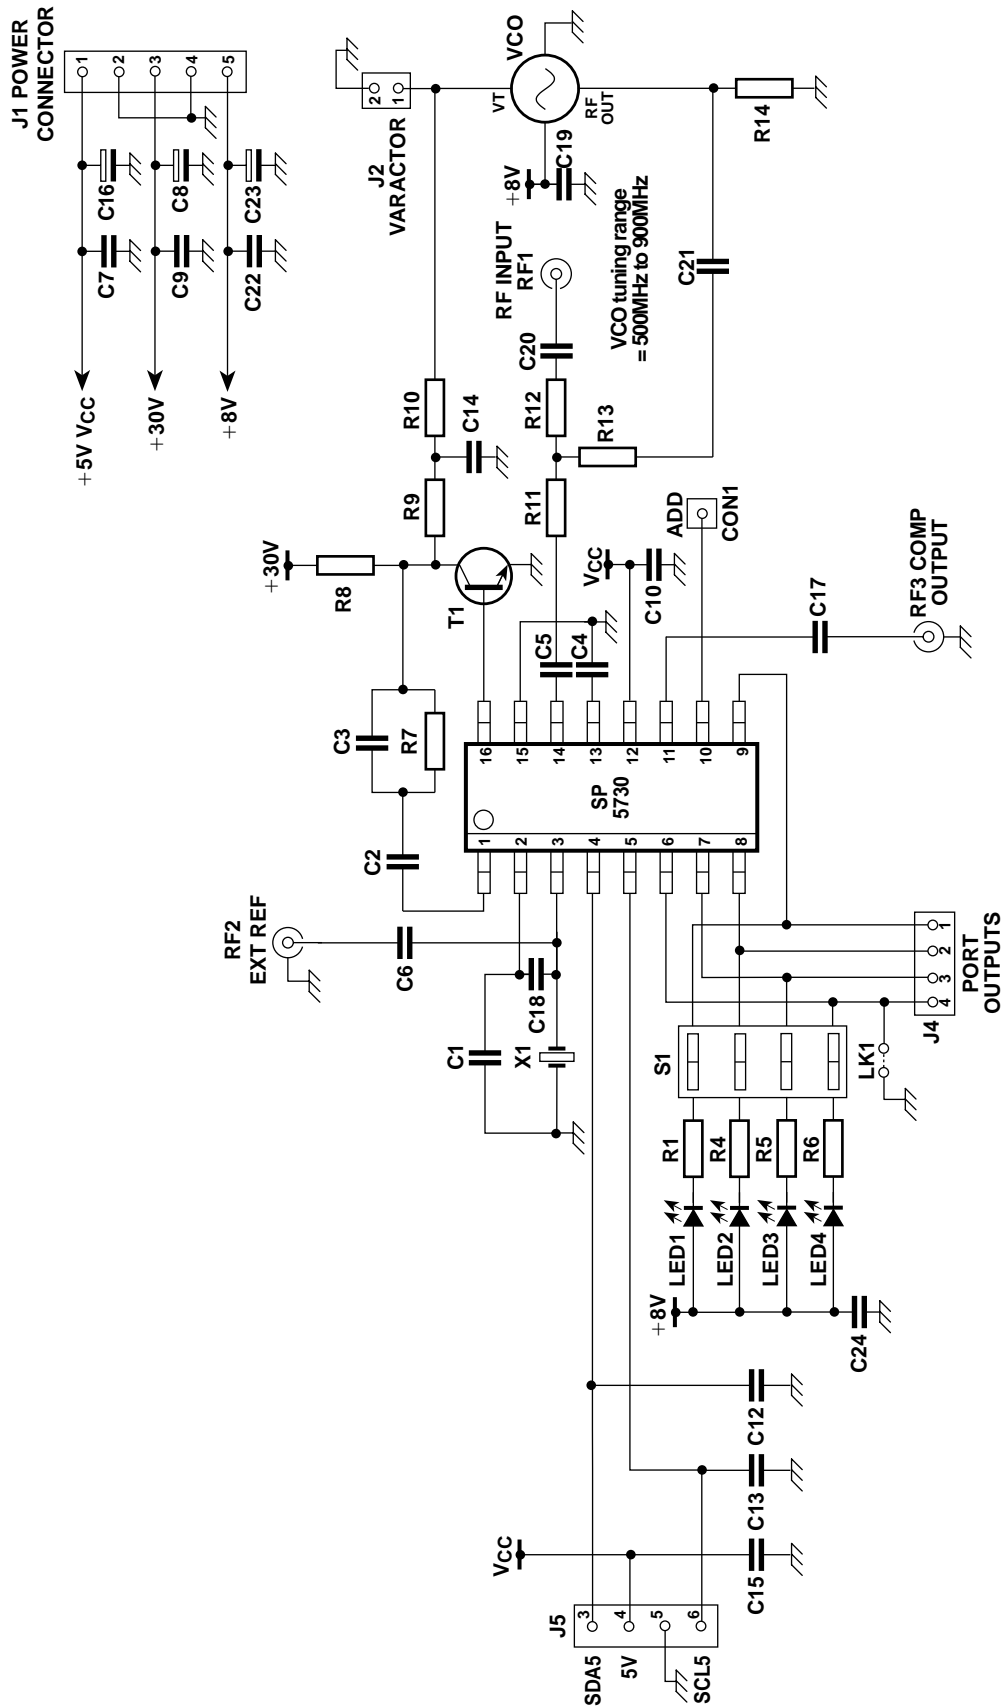 J1 POWER
CONNECTOR
1
2
3
4
5
C16
C8
C23
C7
C9
C22
+5V VCC
+30V
+8V
J2
VARACTOR
2
1
VCO
VT
RF
OUT
C19
+8V
R14
VCO tuning range
= 500MHz to 900MHz
RF INPUT
RF1
C20
C21
R10
R12
C14
R13
R9
R11
+30V
R8
T1
C5
C4
VCC
C10
ADD
CON1
C17
RF3 COMP
OUTPUT
C3
R7
C2
SP
5730
16
15
14
13
12
11
10
9
1
2
3
4
5
6
7
8
RF2
EXT REF
C6
C18
C1
X1
S1
LK1
J4
PORT
OUTPUTS
1
2
3
4
R1
R4
R5
R6
LED1
LED2
LED3
LED4
+8V
C24
C12
C13
C15
VCC
J5
3
4
5
6
SDA5
5V
SCL5